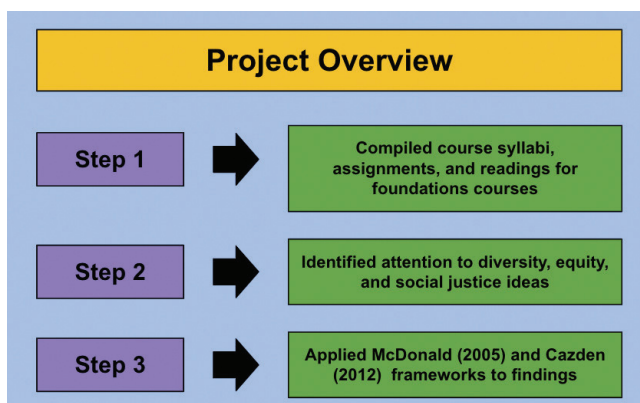 Project Overview
Step 1
Compiled course syllabi,
assignments, and readings for
foundations courses
Step 2
Identified attention to diversity, equity,
and social justice ideas
Step 3
Applied McDonald (2005) and Cazden
(2012) frameworks to findings